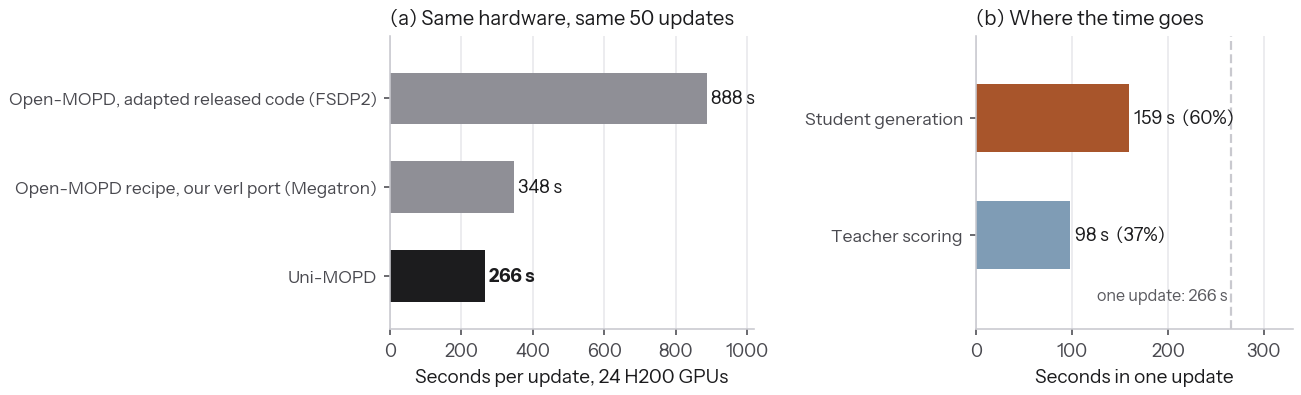 (a) Same hardware, same 50 updates
Open-MOPD, adapted released code (FSDP2)
888 s
Open-MOPD recipe, our verl port (Megatron)
348 s
Uni-MOPD
266 s
0 200 400 600 800 1000
Seconds per update, 24 H200 GPUs
(b) Where the time goes
Student generation
159 s (60%)
Teacher scoring
98 s (37%)
one update: 266 s
0 100 200 300
Seconds in one update